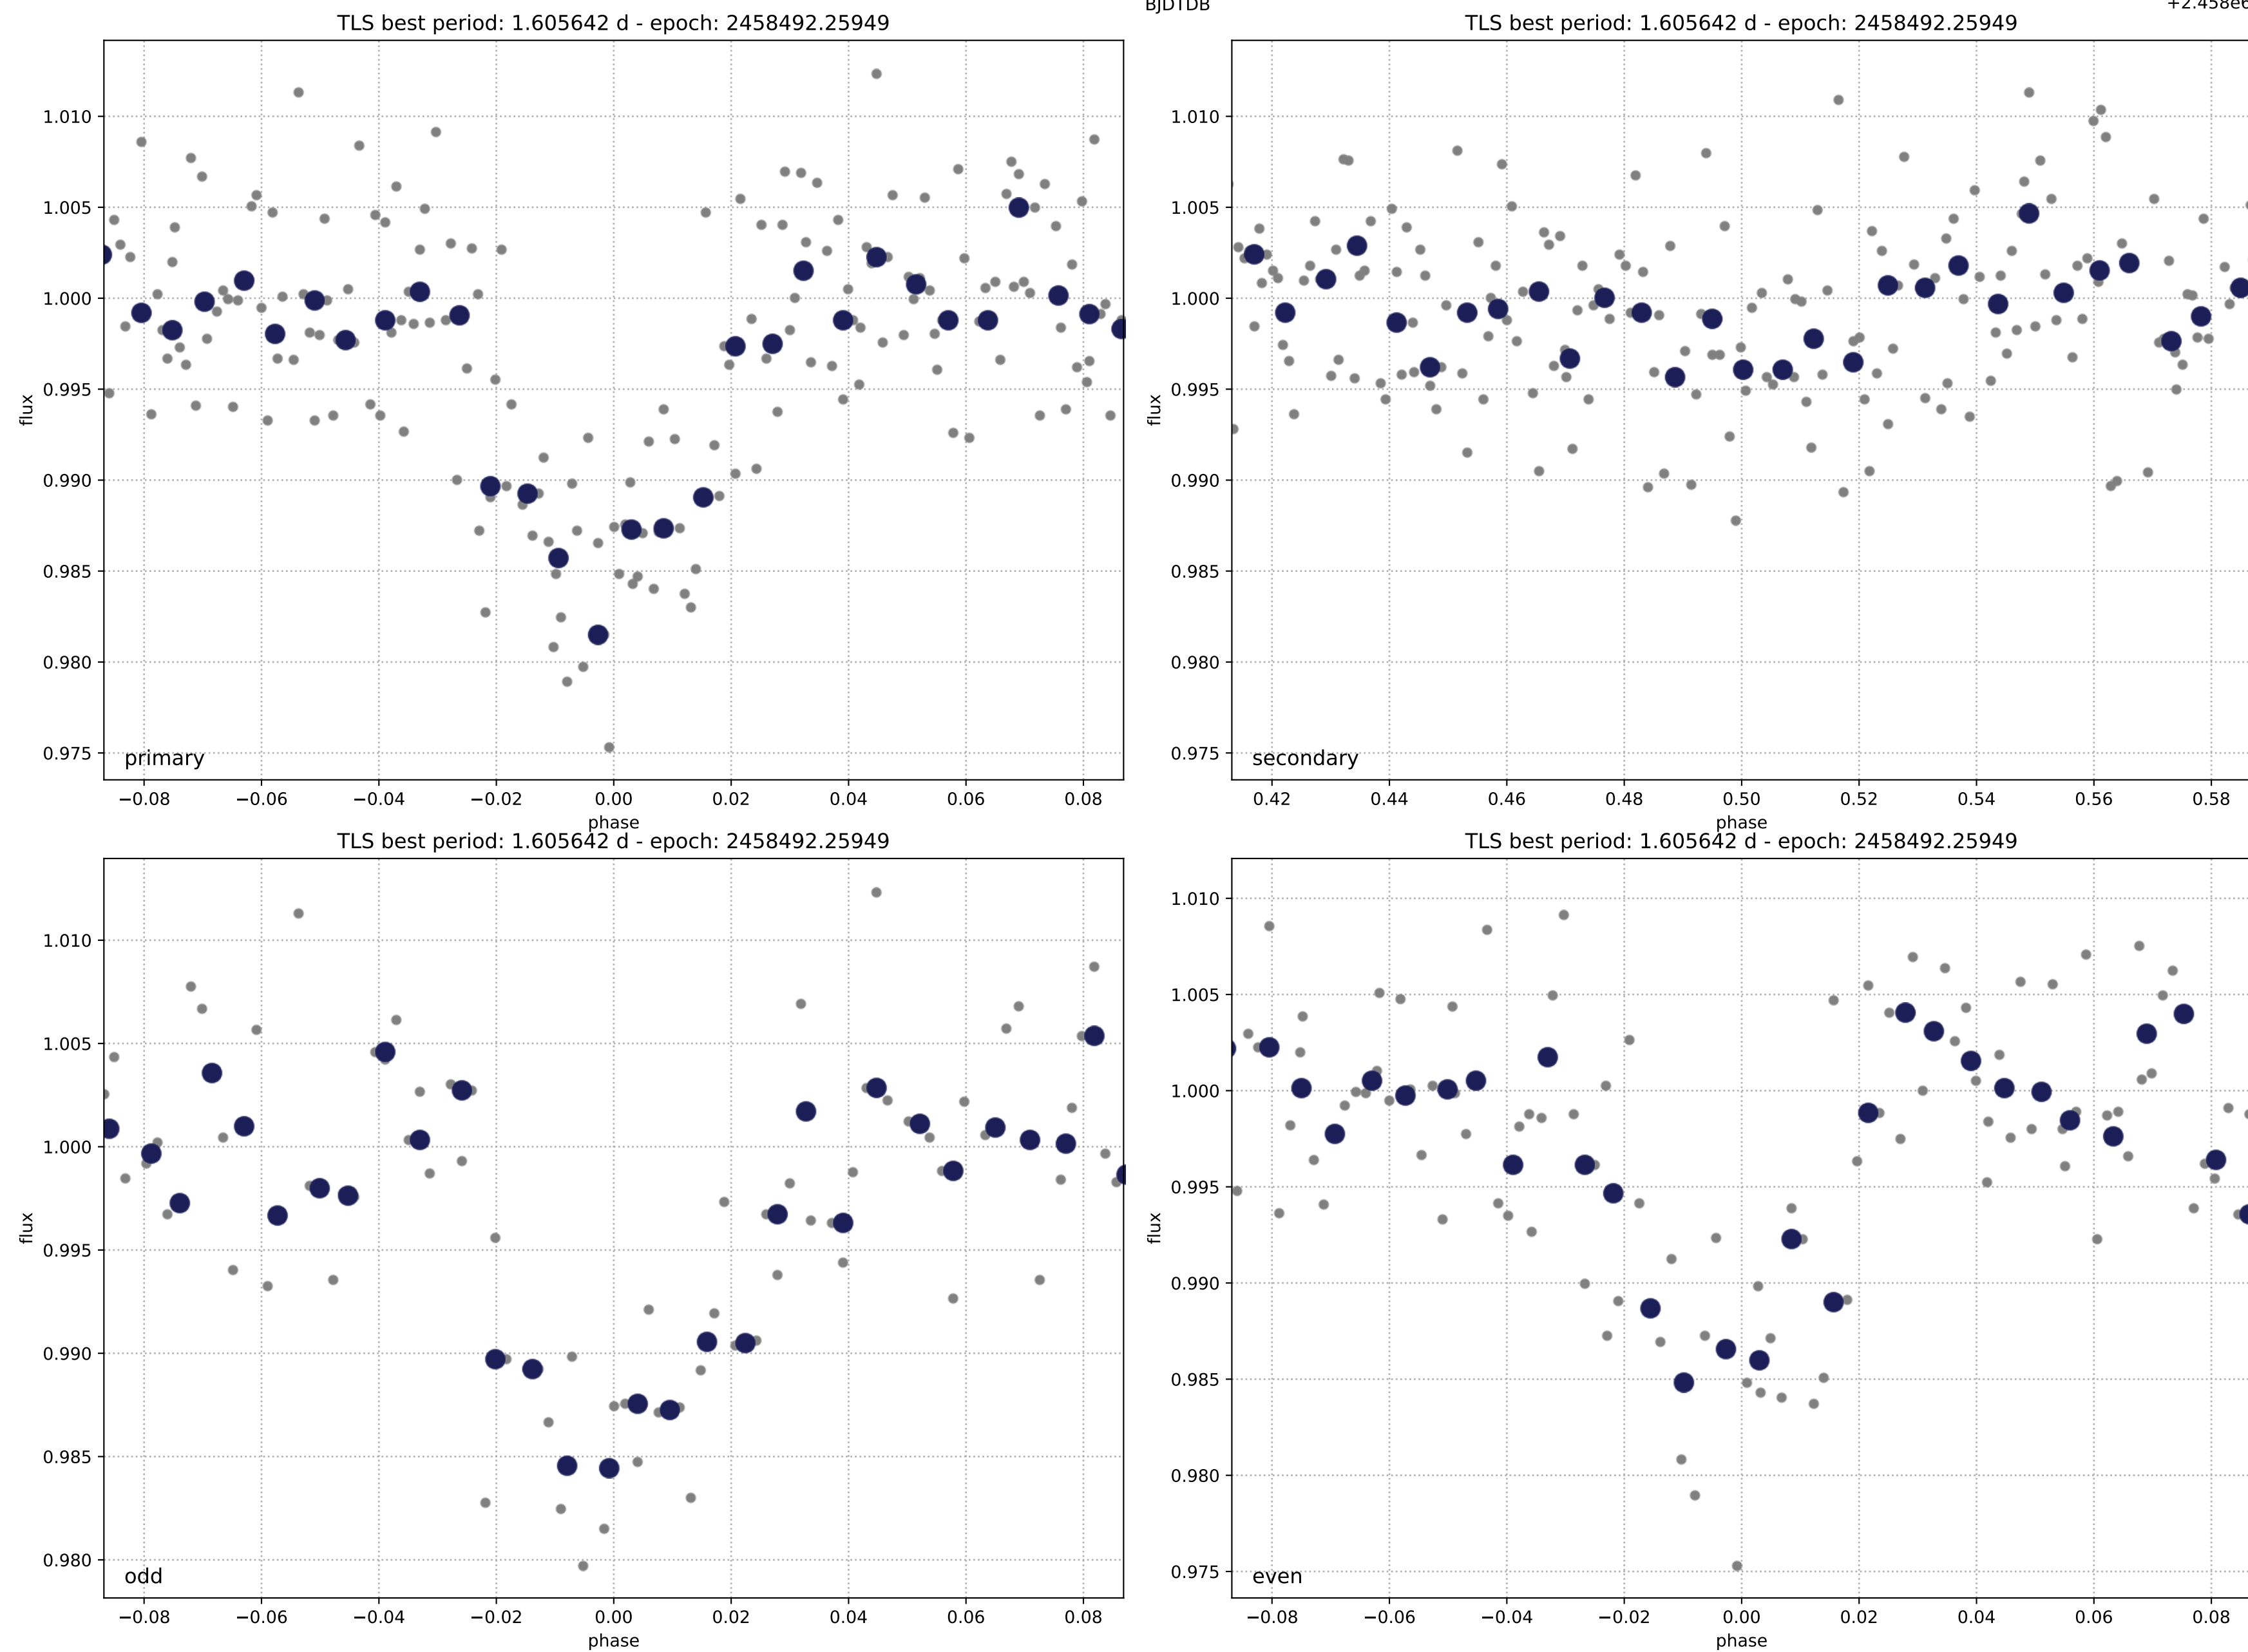 BJDTDB
+2.458e6
TLS best period: 1.605642 d - epoch: 2458492.25949
TLS best period: 1.605642 d - epoch: 2458492.25949
1.010
1.005
1.000
0.995
0.990
0.985
0.980
0.975
flux
primary
−0.08 −0.06 −0.04 −0.02 0.00 0.02 0.04 0.06 0.08
phase
1.010
1.005
1.000
0.995
0.990
0.985
0.980
0.975
flux
secondary
0.42 0.44 0.46 0.48 0.50 0.52 0.54 0.56 0.58
phase
TLS best period: 1.605642 d - epoch: 2458492.25949
TLS best period: 1.605642 d - epoch: 2458492.25949
1.010
1.005
1.000
0.995
0.990
0.985
0.980
flux
odd
−0.08 −0.06 −0.04 −0.02 0.00 0.02 0.04 0.06 0.08
phase
1.010
1.005
1.000
0.995
0.990
0.985
0.980
0.975
flux
even
−0.08 −0.06 −0.04 −0.02 0.00 0.02 0.04 0.06 0.08
phase